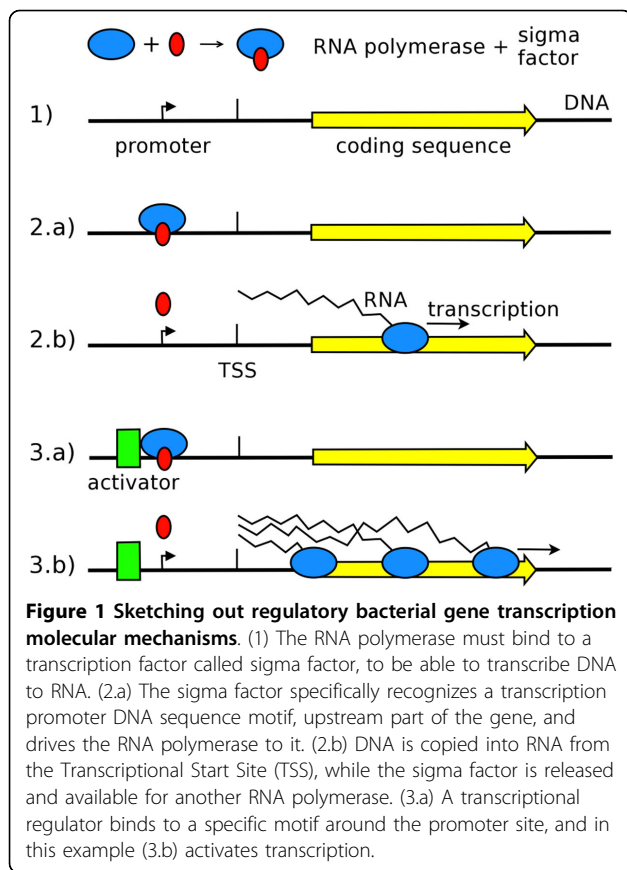 + → RNA polymerase + sigma factor
1) promoter coding sequence DNA
2.a)
2.b) RNA transcription
TSS
3.a)
activator
3.b)
Figure 1 Sketching out regulatory bacterial gene transcription
molecular mechanisms. (1) The RNA polymerase must bind to a
transcription factor called sigma factor, to be able to transcribe DNA
to RNA. (2.a) The sigma factor specifically recognizes a transcription
promoter DNA sequence motif, upstream part of the gene, and
drives the RNA polymerase to it. (2.b) DNA is copied into RNA from
the Transcriptional Start Site (TSS), while the sigma factor is released
and available for another RNA polymerase. (3.a) A transcriptional
regulator binds to a specific motif around the promoter site, and in
this example (3.b) activates transcription.